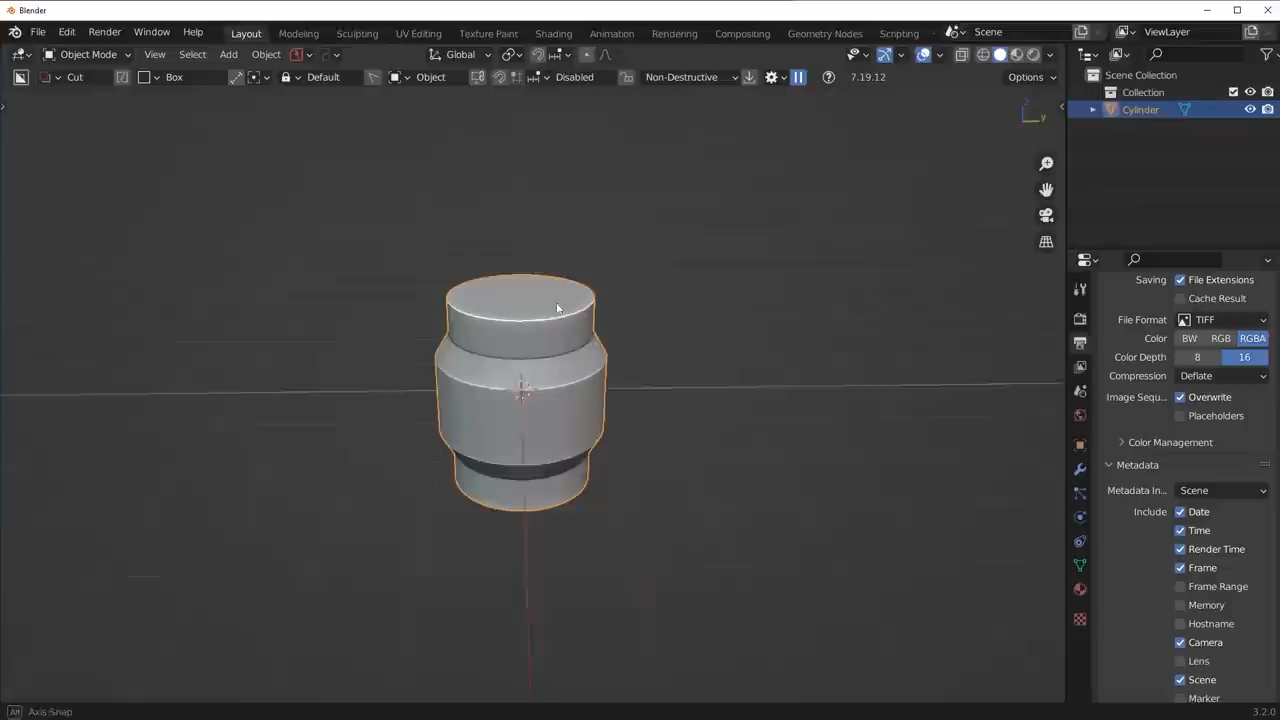 Blender
File Edit Render Window Help Layout Modeling Sculpting UV Editing Texture Paint Shading Animation Rendering Compositing Geometry Nodes Scripting Scene ViewLayer
Object Mode View Select Add Object Global
Cut Box Default Object Disabled Non-Destructive 7.19.12 Options
Scene Collection
Collection
Cylinder
Z
Y
Saving File Extensions
Cache Result
File Format TIFF
Color BW RGB RGBA
Color Depth 8 16
Compression Deflate
Image Sequ... Overwrite
Placeholders
Color Management
Metadata
Metadata In... Scene
Include Date
Time
Render Time
Frame
Frame Range
Memory
Hostname
Camera
Lens
Scene
Marker
Alt Axis Snap 3.2.0